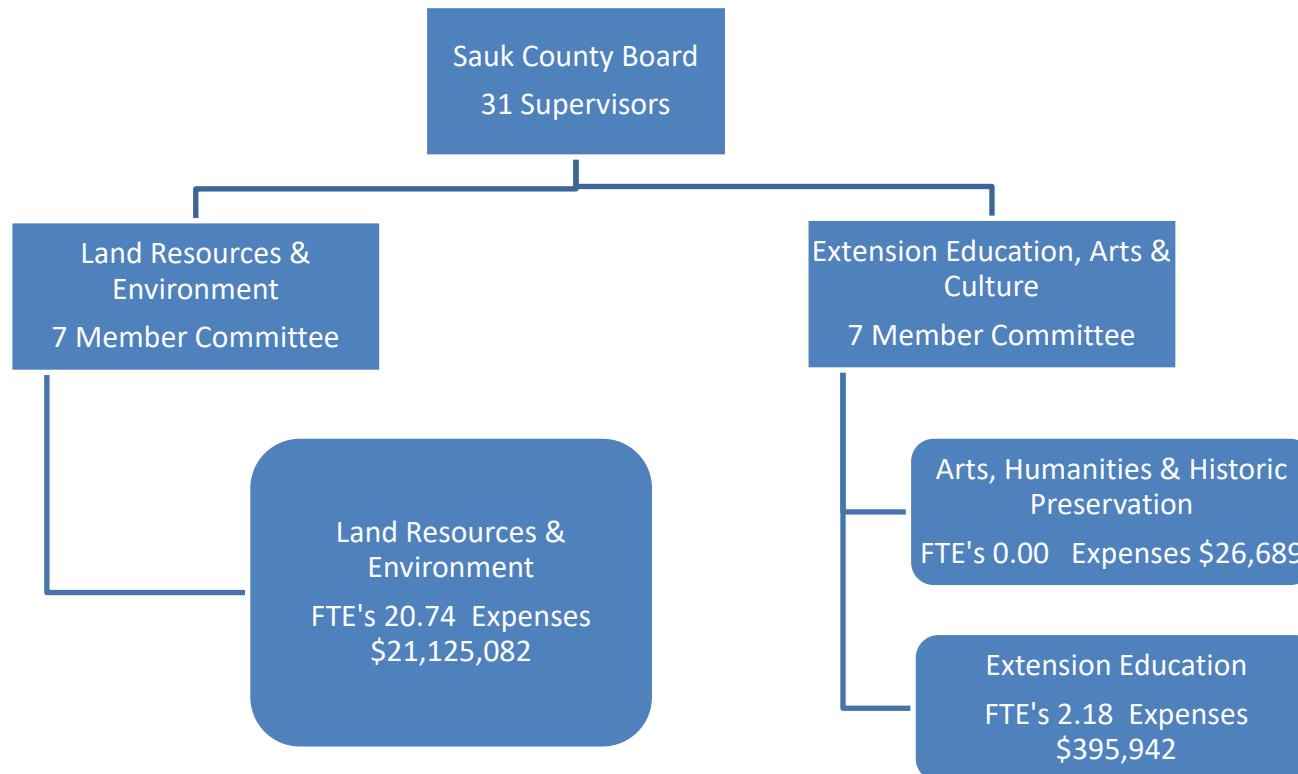 Sauk County Board
31 Supervisors
Land Resources &
Environment
7 Member Committee
Extension Education, Arts &
Culture
7 Member Committee
Land Resources &
Environment
FTE's 20.74  Expenses
$21,125,082
Arts, Humanities & Historic
Preservation
FTE's 0.00   Expenses $26,689
Extension Education
FTE's 2.18  Expenses
$395,942